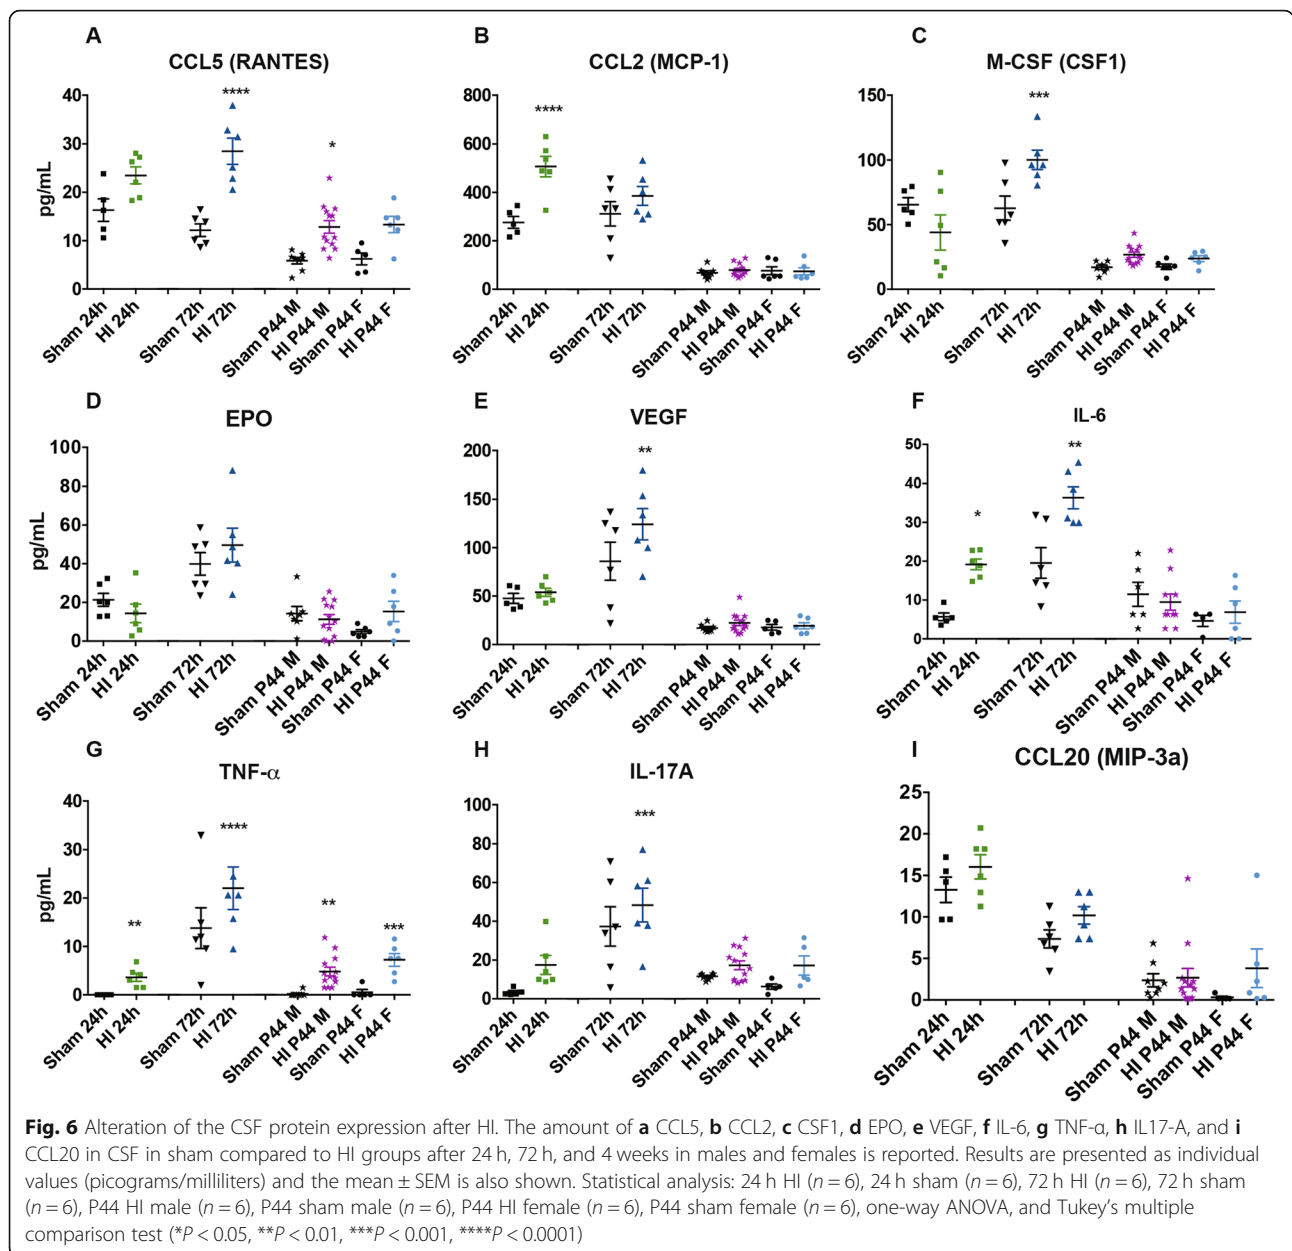 A
CCL5 (RANTES)
pg/mL
40
30
20
10
0
****
*
Sham 24h
HI 24h
Sham 72h
HI 72h
Sham P44 M
HI P44 M
Sham P44 F
HI P44 F
B
CCL2 (MCP-1)
800
600
400
200
0
****
Sham 24h
HI 24h
Sham 72h
HI 72h
Sham P44 M
HI P44 M
Sham P44 F
HI P44 F
C
M-CSF (CSF1)
150
100
50
0
***
Sham 24h
HI 24h
Sham 72h
HI 72h
Sham P44 M
HI P44 M
Sham P44 F
HI P44 F
D
EPO
pg/mL
100
80
60
40
20
0
Sham 24h
HI 24h
Sham 72h
HI 72h
Sham P44 M
HI P44 M
Sham P44 F
HI P44 F
E
VEGF
200
150
100
50
0
**
Sham 24h
HI 24h
Sham 72h
HI 72h
Sham P44 M
HI P44 M
Sham P44 F
HI P44 F
F
IL-6
50
40
30
20
10
0
*
**
Sham 24h
HI 24h
Sham 72h
HI 72h
Sham P44 M
HI P44 M
Sham P44 F
HI P44 F
G
TNF-α
pg/mL
40
30
20
10
0
**
****
**
***
Sham 24h
HI 24h
Sham 72h
HI 72h
Sham P44 M
HI P44 M
Sham P44 F
HI P44 F
H
IL-17A
100
80
60
40
20
0
***
Sham 24h
HI 24h
Sham 72h
HI 72h
Sham P44 M
HI P44 M
Sham P44 F
HI P44 F
I
CCL20 (MIP-3a)
25
20
15
10
5
0
Sham 24h
HI 24h
Sham 72h
HI 72h
Sham P44 M
HI P44 M
Sham P44 F
HI P44 F
Fig. 6 Alteration of the CSF protein expression after HI. The amount of a CCL5, b CCL2, c CSF1, d EPO, e VEGF, f IL-6, g TNF-α, h IL17-A, and i
CCL20 in CSF in sham compared to HI groups after 24 h, 72 h, and 4 weeks in males and females is reported. Results are presented as individual
values (picograms/milliliters) and the mean ± SEM is also shown. Statistical analysis: 24 h HI (n = 6), 24 h sham (n = 6), 72 h HI (n = 6), 72 h sham
(n = 6), P44 HI male (n = 6), P44 sham male (n = 6), P44 HI female (n = 6), P44 sham female (n = 6), one-way ANOVA, and Tukey's multiple
comparison test (*P < 0.05, **P < 0.01, ***P < 0.001, ****P < 0.0001)